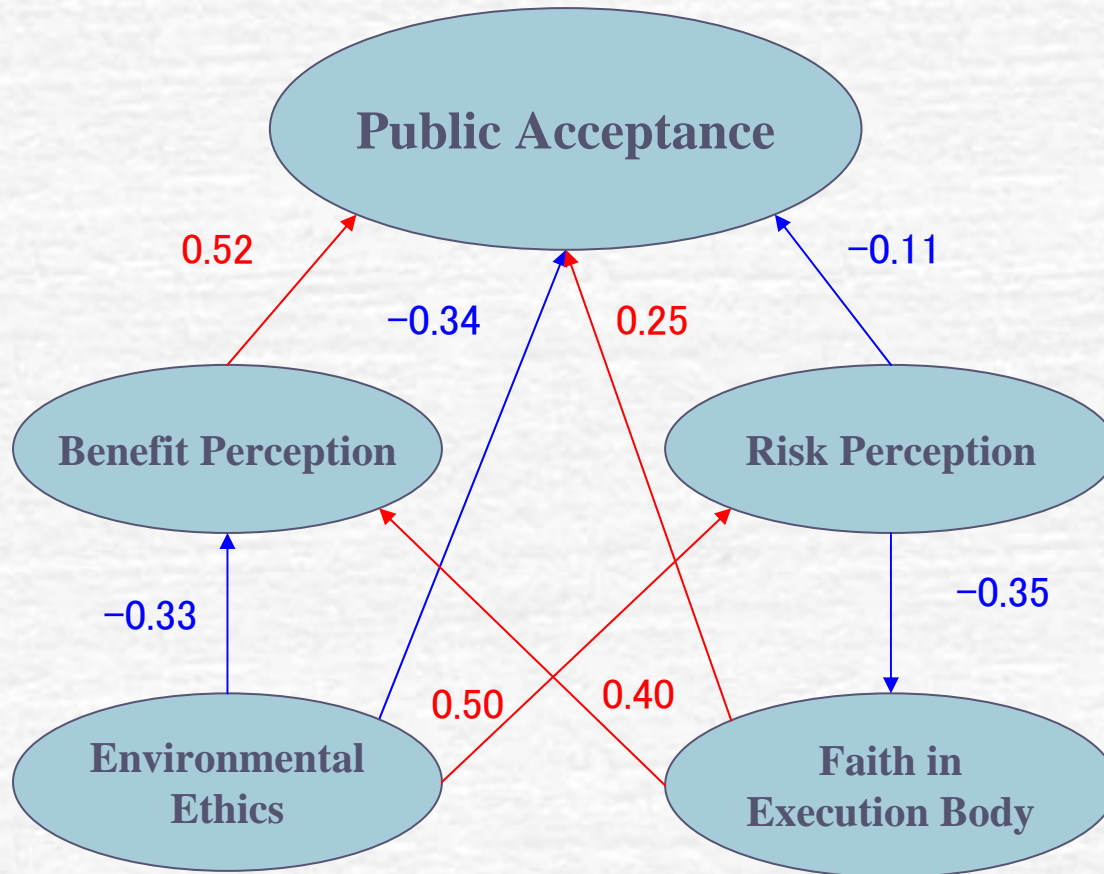 Public Acceptance
0.52
−0.11
−0.34
0.25
Benefit Perception
Risk Perception
−0.33
−0.35
0.50
0.40
Environmental
Ethics
Faith in
Execution Body